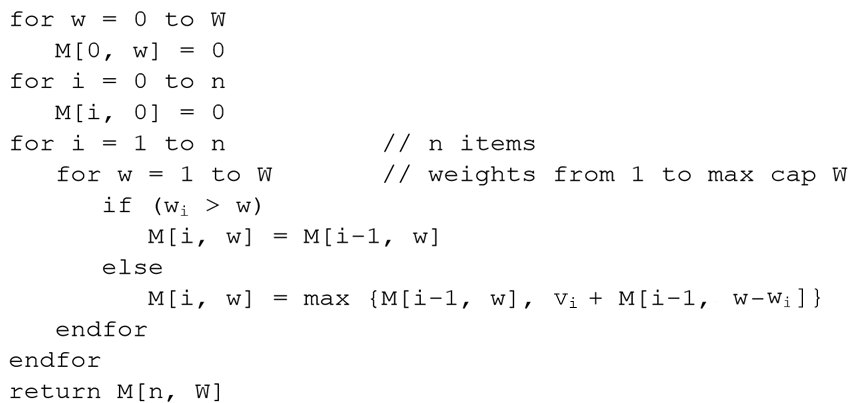 for w = 0 to W
   M[0, w] = 0
for i = 0 to n
   M[i, 0] = 0
for i = 1 to n          // n items
   for w = 1 to W       // weights from 1 to max cap W
      if (wᵢ > w)
         M[i, w] = M[i−1, w]
      else
         M[i, w] = max {M[i−1, w], vᵢ + M[i−1, w−wᵢ]}
   endfor
endfor
return M[n, W]